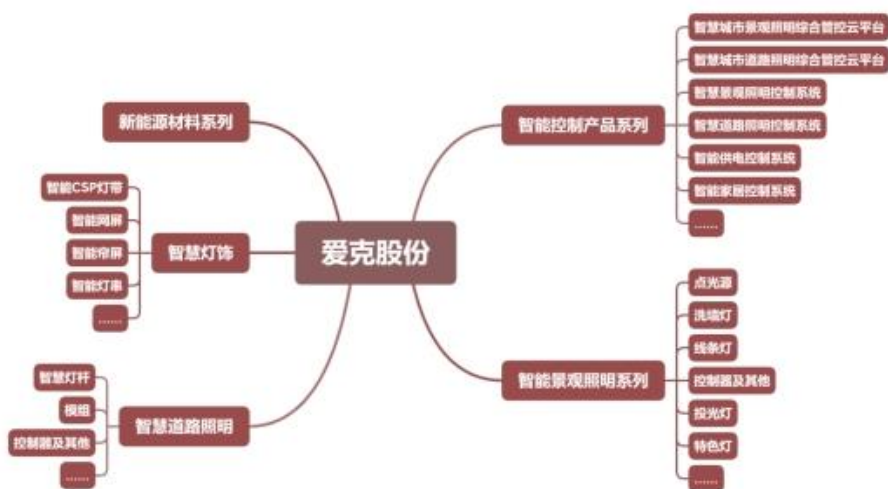 爱克股份
新能源材料系列
智慧灯饰
智能CSP灯带
智能网屏
智能帘屏
智能灯串
......
智慧道路照明
智慧灯杆
模组
控制器及其他
......
智能控制产品系列
智慧城市景观照明综合管控云平台
智慧城市道路照明综合管控云平台
智慧景观照明控制系统
智慧道路照明控制系统
智能供电控制系统
智能家居控制系统
......
智能景观照明系列
点光源
洗墙灯
线条灯
控制器及其他
投光灯
特色灯
......